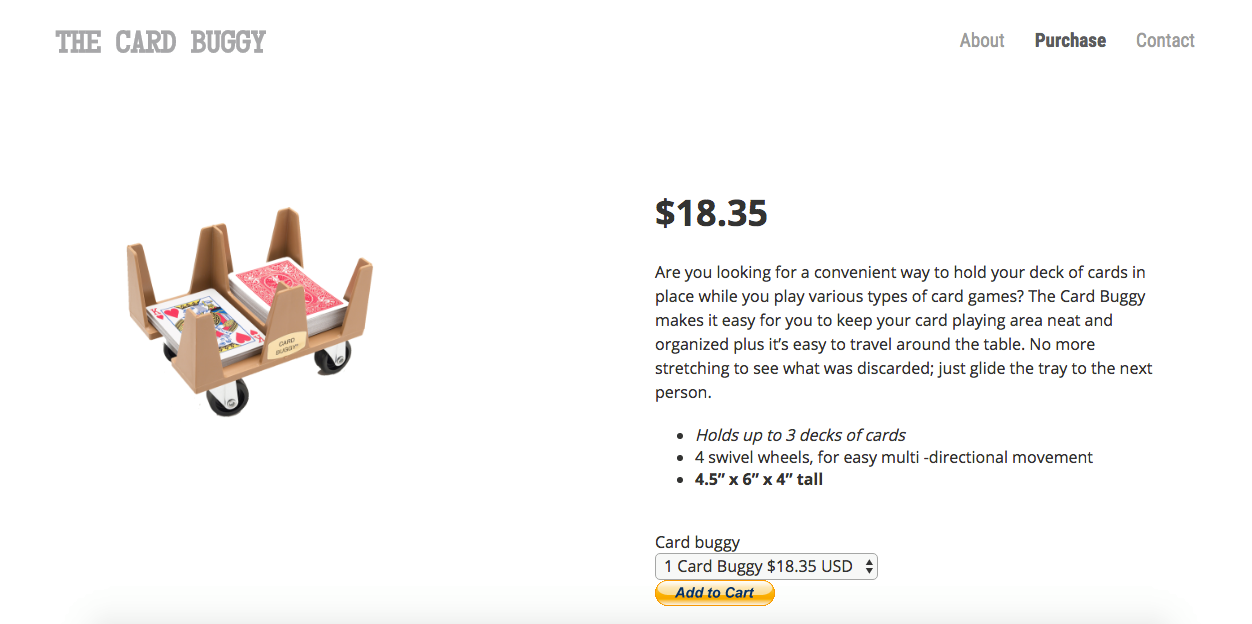 THE CARD BUGGY
About Purchase Contact
$18.35
Are you looking for a convenient way to hold your deck of cards in
place while you play various types of card games? The Card Buggy
makes it easy for you to keep your card playing area neat and
organized plus it’s easy to travel around the table. No more
stretching to see what was discarded; just glide the tray to the next
person.
• Holds up to 3 decks of cards
• 4 swivel wheels, for easy multi -directional movement
• 4.5” x 6” x 4” tall
K
K
CARD
BUGGY
Card buggy
1 Card Buggy $18.35 USD
Add to Cart